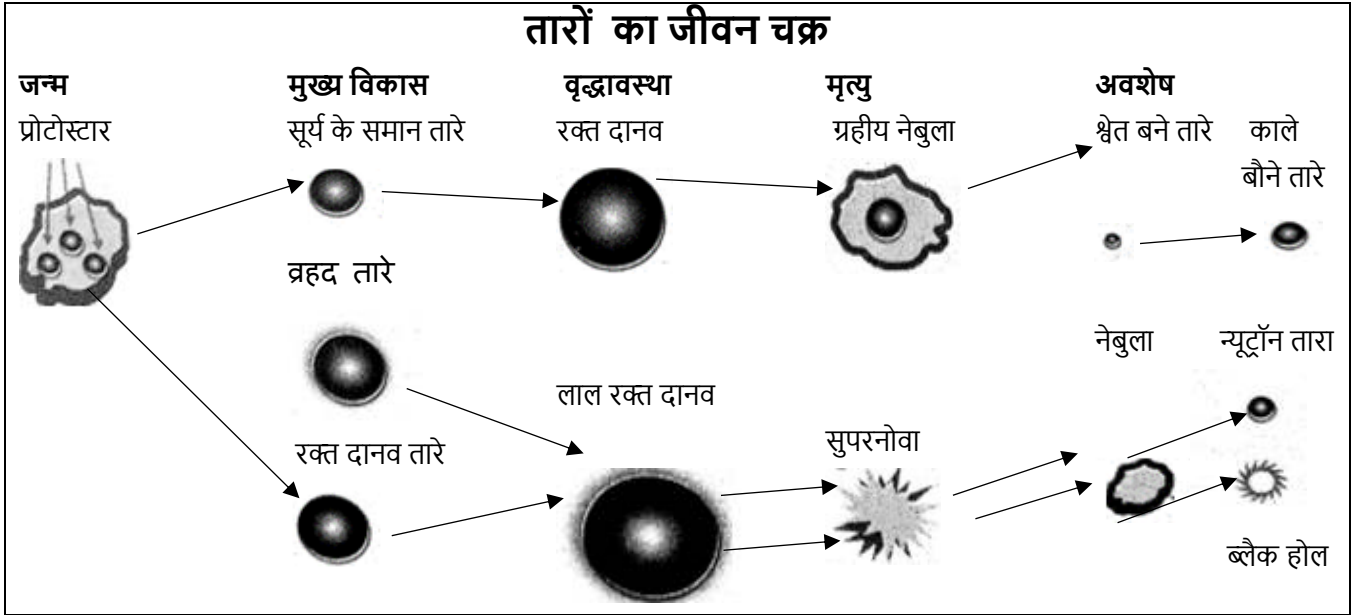 तारों का जीवन चक्र
जन्म
मुख्य विकास
वृद्धावस्था
मृत्यु
अवशेष
प्रोटोस्टार
सूर्य के समान तारे
रक्त दानव
ग्रहीय नेबुला
श्वेत बने तारे
काले
बौने तारे
व्रहद तारे
नेबुला
न्यूट्रॉन तारा
लाल रक्त दानव
सुपरनोवा
रक्त दानव तारे
ब्लैक होल